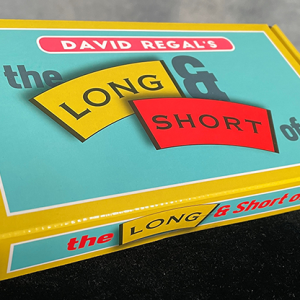 DAVID REGAL'S
the LONG &
SHORT of
the LONG & Short o